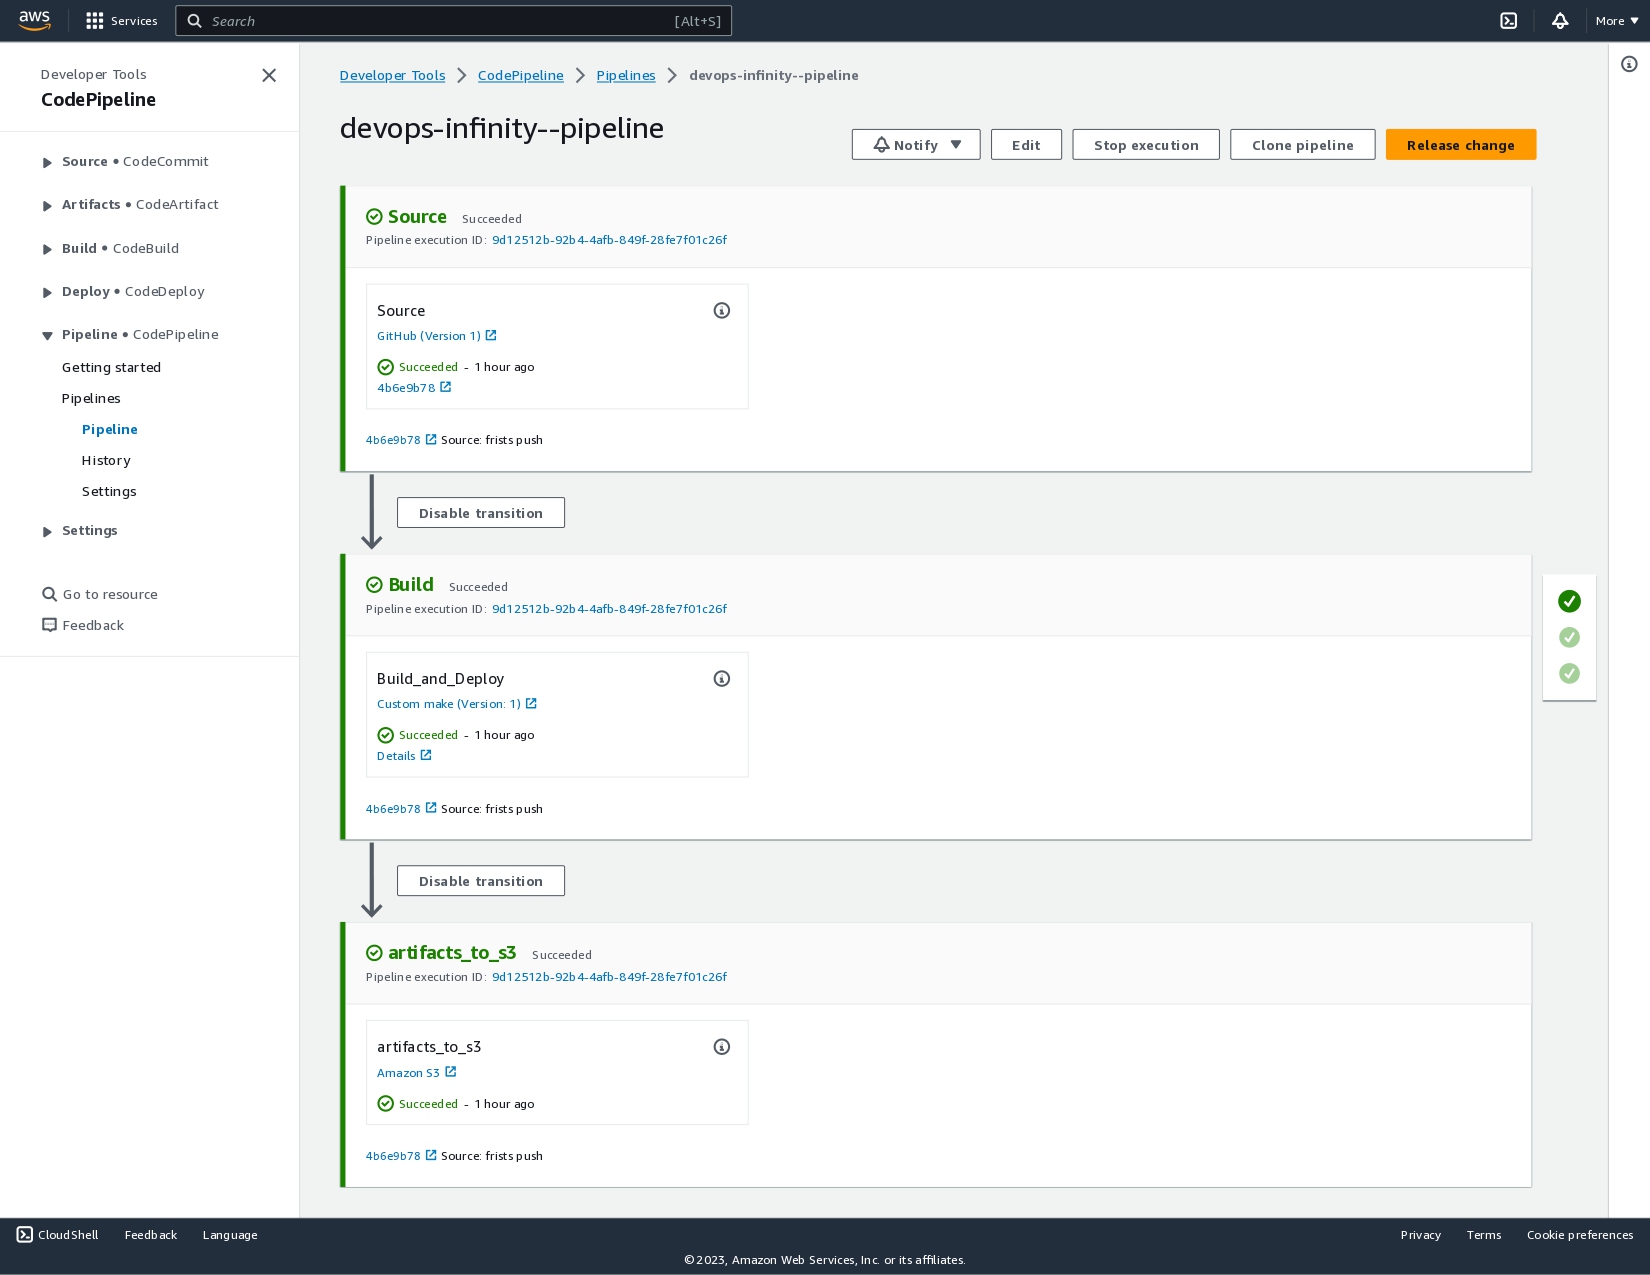 aws Services Search [Alt+S] More
Developer Tools
CodePipeline
Source • CodeCommit
Artifacts • CodeArtifact
Build • CodeBuild
Deploy • CodeDeploy
Pipeline • CodePipeline
Getting started
Pipelines
Pipeline
History
Settings
Settings
Go to resource
Feedback
Developer Tools > CodePipeline > Pipelines > devops-infinity--pipeline
devops-infinity--pipeline
Notify Edit Stop execution Clone pipeline Release change
Source Succeeded
Pipeline execution ID: 9d12512b-92b4-4afb-849f-28fe7f01c26f
Source
GitHub (Version 1)
Succeeded - 1 hour ago
4b6e9b78
4b6e9b78 Source: frists push
Disable transition
Build Succeeded
Pipeline execution ID: 9d12512b-92b4-4afb-849f-28fe7f01c26f
Build_and_Deploy
Custom make (Version: 1)
Succeeded - 1 hour ago
Details
4b6e9b78 Source: frists push
Disable transition
artifacts_to_s3 Succeeded
Pipeline execution ID: 9d12512b-92b4-4afb-849f-28fe7f01c26f
artifacts_to_s3
Amazon S3
Succeeded - 1 hour ago
4b6e9b78 Source: frists push
CloudShell Feedback Language Privacy Terms Cookie preferences
© 2023, Amazon Web Services, Inc. or its affiliates.